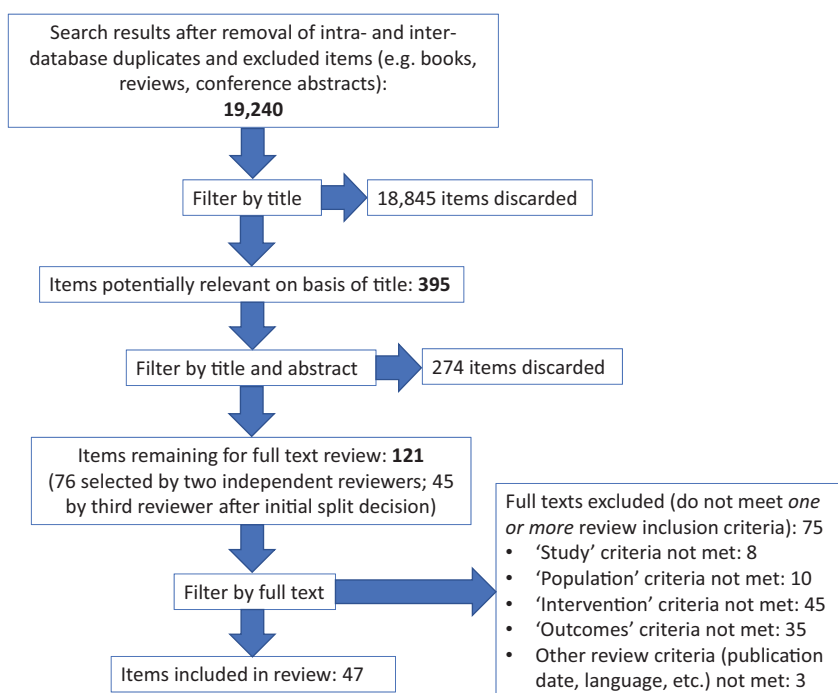 Search results after removal of intra- and inter-
database duplicates and excluded items (e.g. books,
reviews, conference abstracts):
19,240
Filter by title
18,845 items discarded
Items potentially relevant on basis of title: 395
Filter by title and abstract
274 items discarded
Items remaining for full text review: 121
(76 selected by two independent reviewers; 45
by third reviewer after initial split decision)
Full texts excluded (do not meet one
or more review inclusion criteria): 75
• ‘Study’ criteria not met: 8
• ‘Population’ criteria not met: 10
• ‘Intervention’ criteria not met: 45
• ‘Outcomes’ criteria not met: 35
• Other review criteria (publication
date, language, etc.) not met: 3
Filter by full text
Items included in review: 47